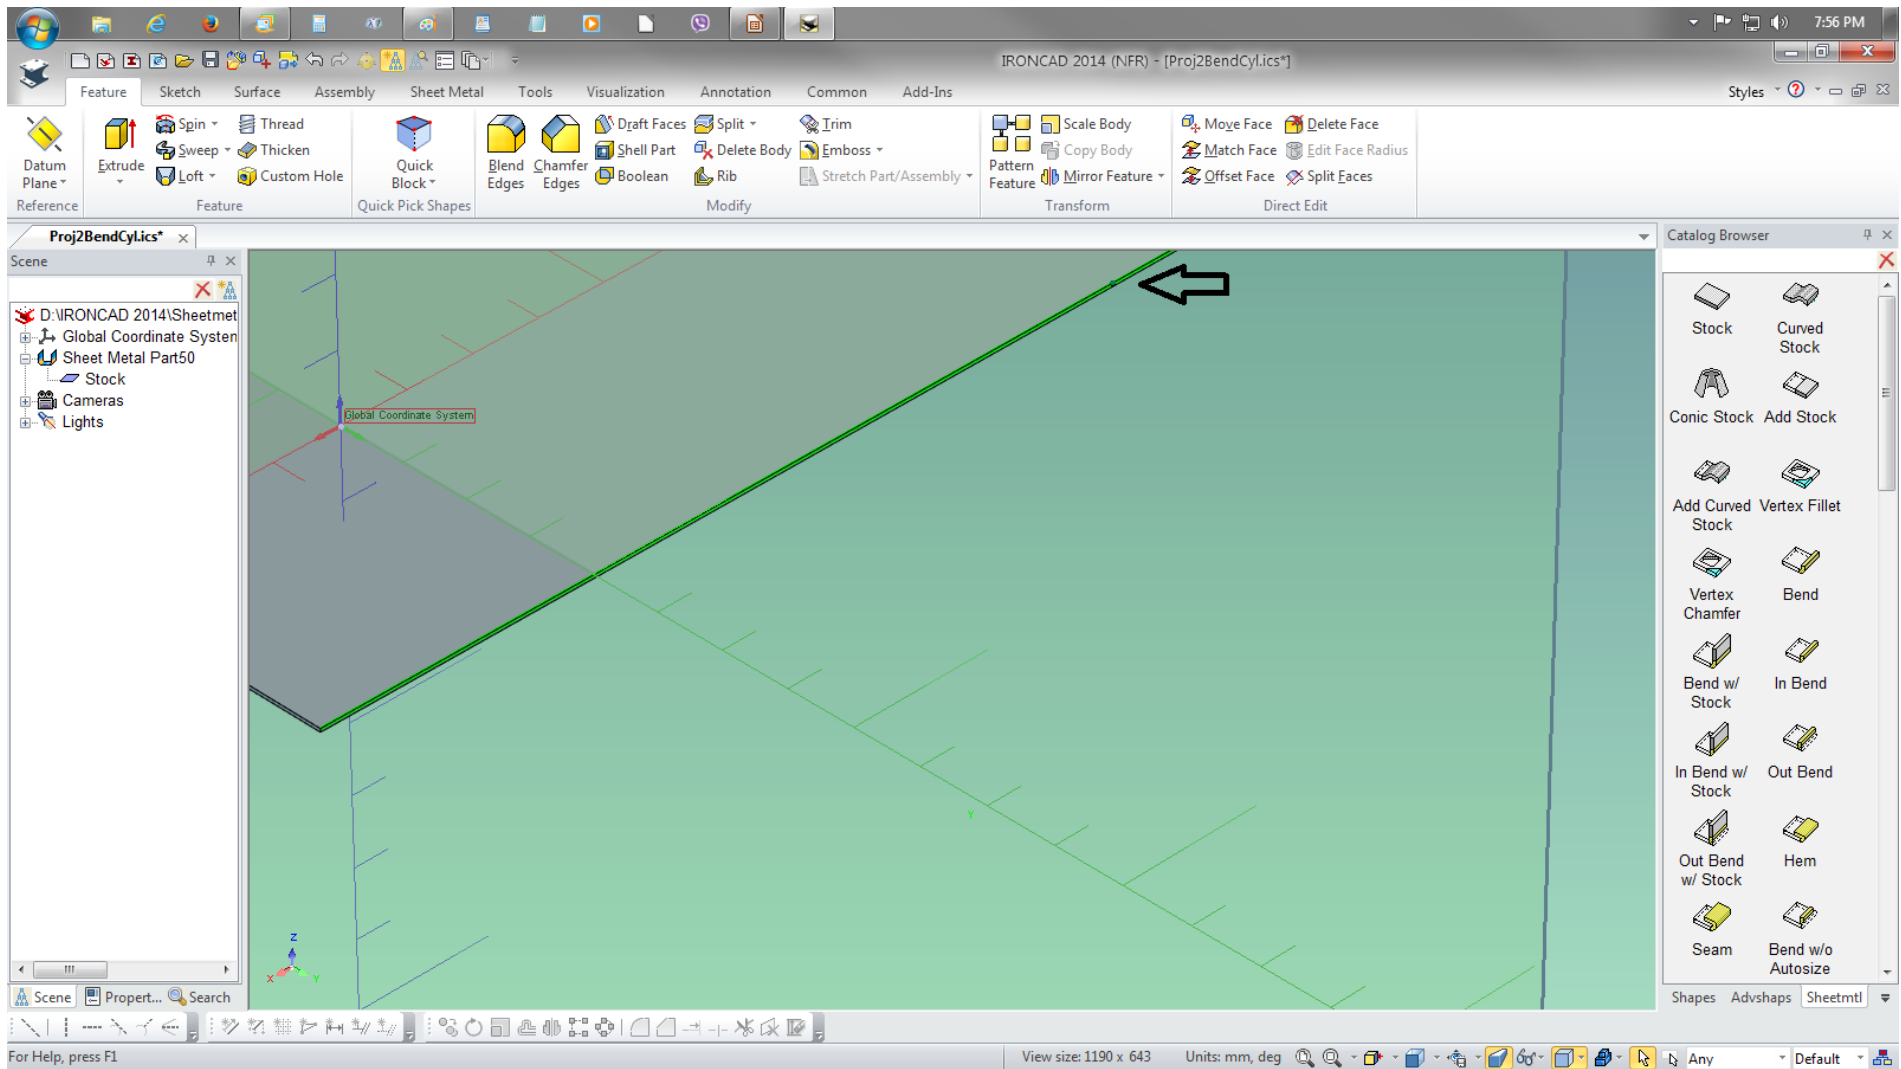 7:56 PM
IRONCAD 2014 (NFR) - [Proj2BendCyl.ics*]
Feature Sketch Surface Assembly Sheet Metal Tools Visualization Annotation Common Add-Ins Styles
Datum Plane
Extrude
Spin
Sweep
Loft
Thread
Thicken
Custom Hole
Quick Block
Blend Edges
Chamfer Edges
Draft Faces
Shell Part
Boolean
Split
Delete Body
Rib
Trim
Emboss
Stretch Part/Assembly
Pattern Feature
Scale Body
Copy Body
Mirror Feature
Move Face
Match Face
Offset Face
Delete Face
Edit Face Radius
Split Faces
Reference Feature Quick Pick Shapes Modify Transform Direct Edit
Proj2BendCyl.ics*
Scene
D:\IRONCAD 2014\Sheetmet
Global Coordinate System
Sheet Metal Part50
Stock
Cameras
Lights
Global Coordinate System
Y
Z
X Y
Catalog Browser
Stock
Curved Stock
Conic Stock
Add Stock
Add Curved Stock
Vertex Fillet
Vertex Chamfer
Bend
Bend w/ Stock
In Bend
In Bend w/ Stock
Out Bend
Out Bend w/ Stock
Hem
Seam
Bend w/o Autosize
Scene Propert... Search
Shapes Advshaps Sheetmtl
For Help, press F1
View size: 1190 x 643
Units: mm, deg
Any
Default